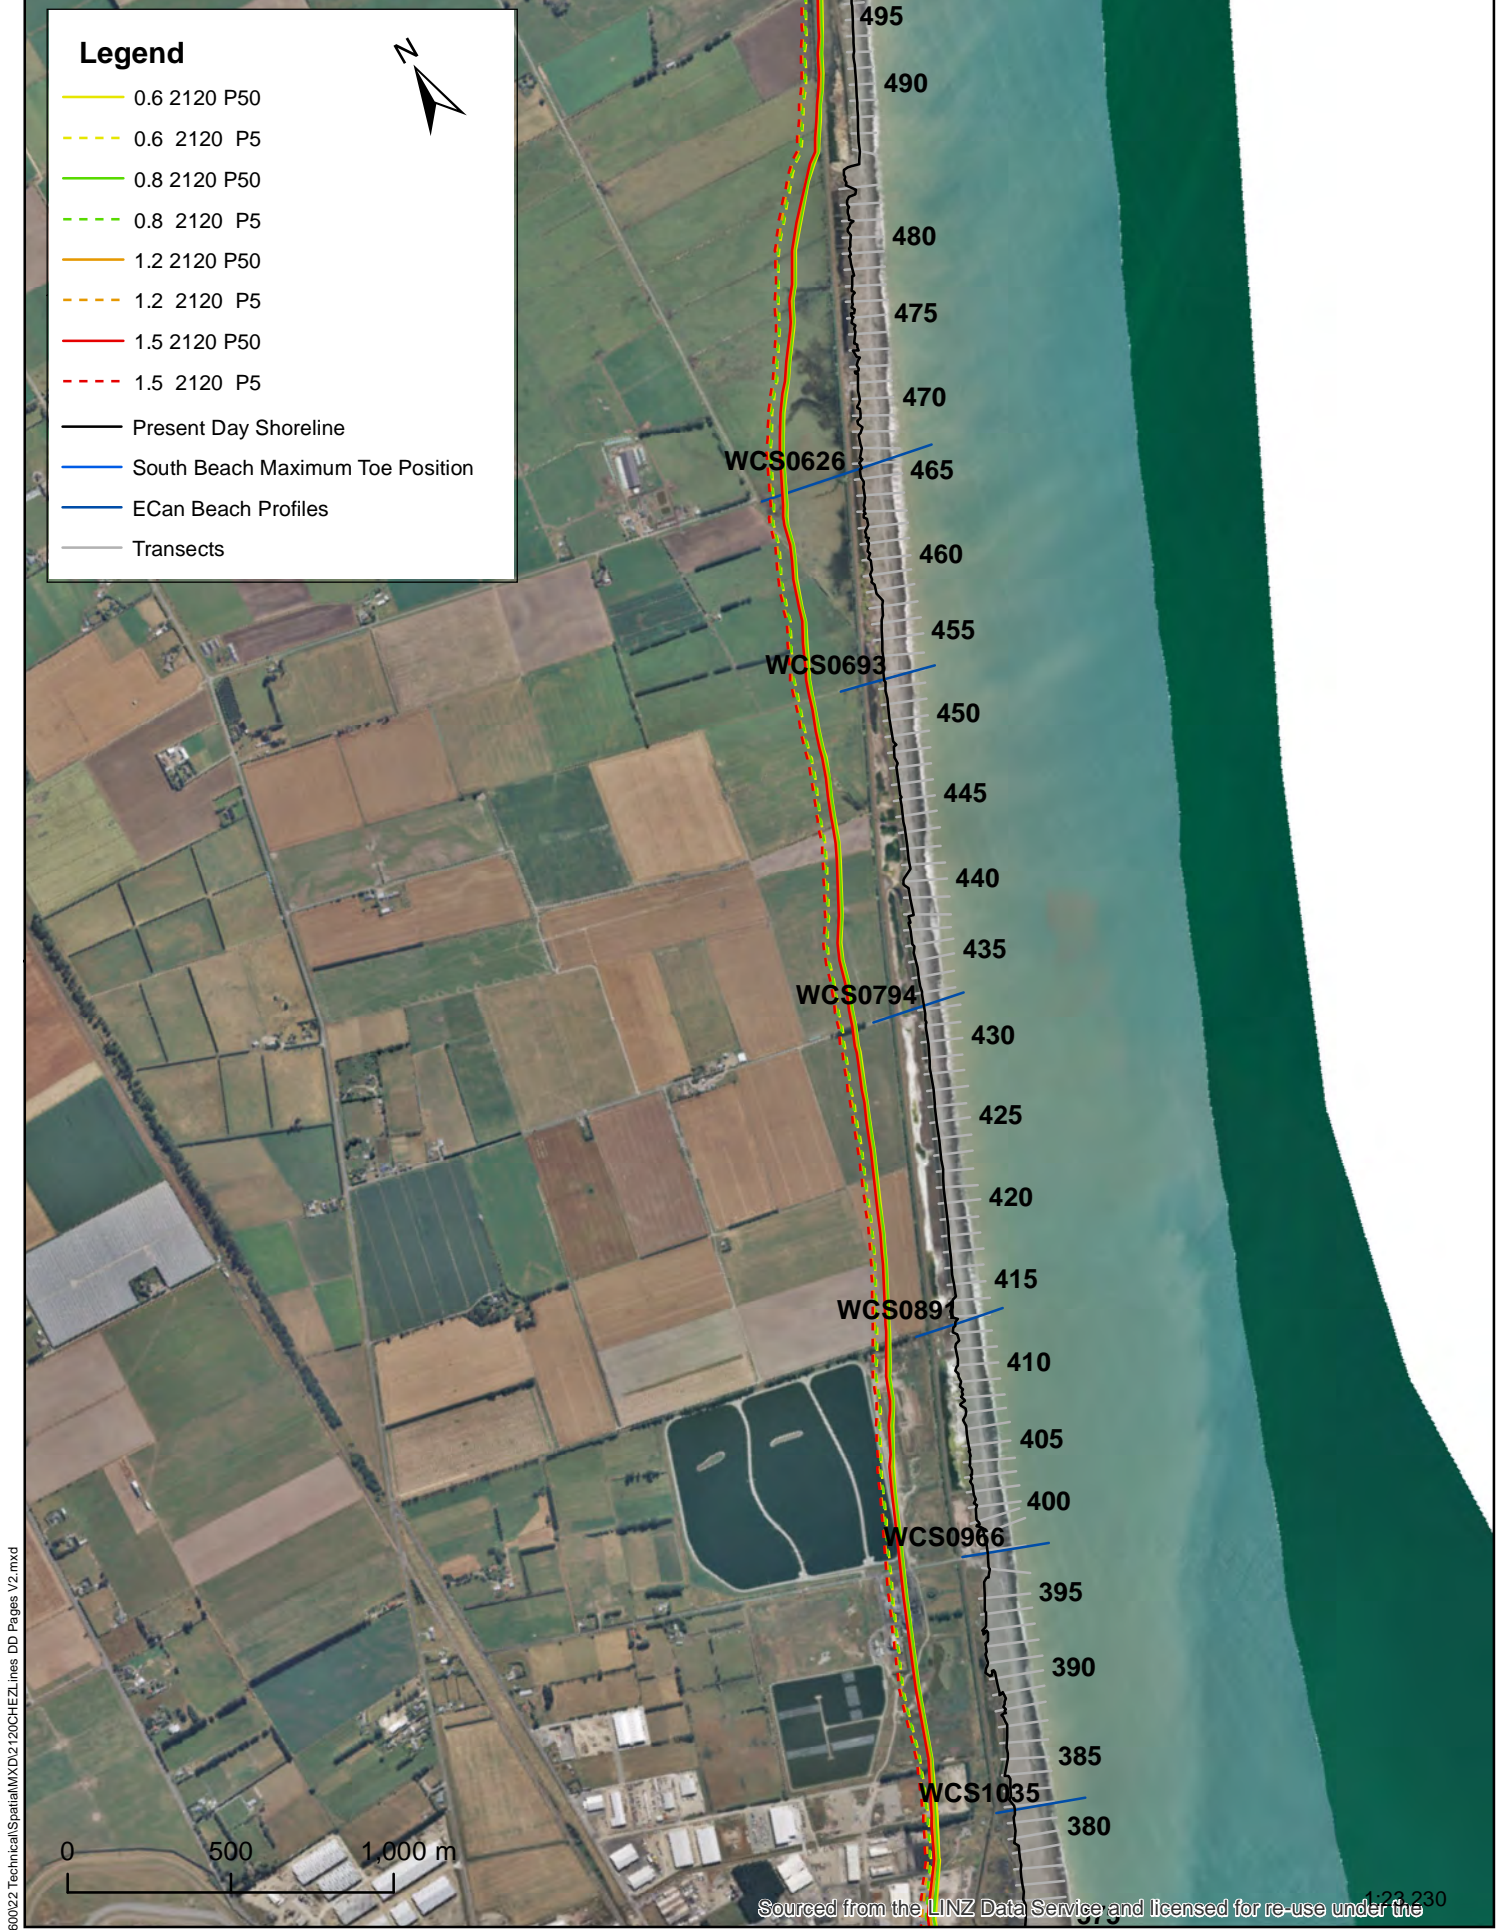 Legend
N
0.6 2120 P50
0.6 2120 P5
0.8 2120 P50
0.8 2120 P5
1.2 2120 P50
1.2 2120 P5
1.5 2120 P50
1.5 2120 P5
Present Day Shoreline
South Beach Maximum Toe Position
ECan Beach Profiles
Transects
495
490
480
475
470
WCS0626
465
460
455
WCS0693
450
445
440
435
WCS0794
430
425
420
415
WCS0891
410
405
400
WCS0966
395
390
385
WCS1035
380
375
0 500 1,000 m
1:23,230
Sourced from the LINZ Data Service and licensed for re-use under the
600\22 Technical\Spatial\MXD\2120CHEZLines DD Pages V2.mxd